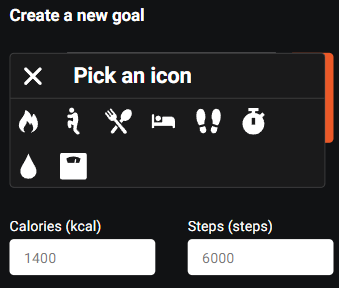 Create a new goal
Pick an icon
Calories (kcal)
Steps (steps)
1400
6000